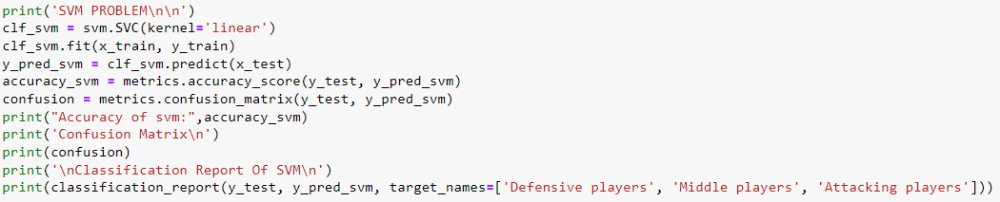 print('SVM PROBLEM\n\n')
clf_svm = svm.SVC(kernel='linear')
clf_svm.fit(x_train, y_train)
y_pred_svm = clf_svm.predict(x_test)
accuracy_svm = metrics.accuracy_score(y_test, y_pred_svm)
confusion = metrics.confusion_matrix(y_test, y_pred_svm)
print("Accuracy of svm:",accuracy_svm)
print('Confusion Matrix\n')
print(confusion)
print('\nClassification Report Of SVM\n')
print(classification_report(y_test, y_pred_svm, target_names=['Defensive players', 'Middle players', 'Attacking players']))